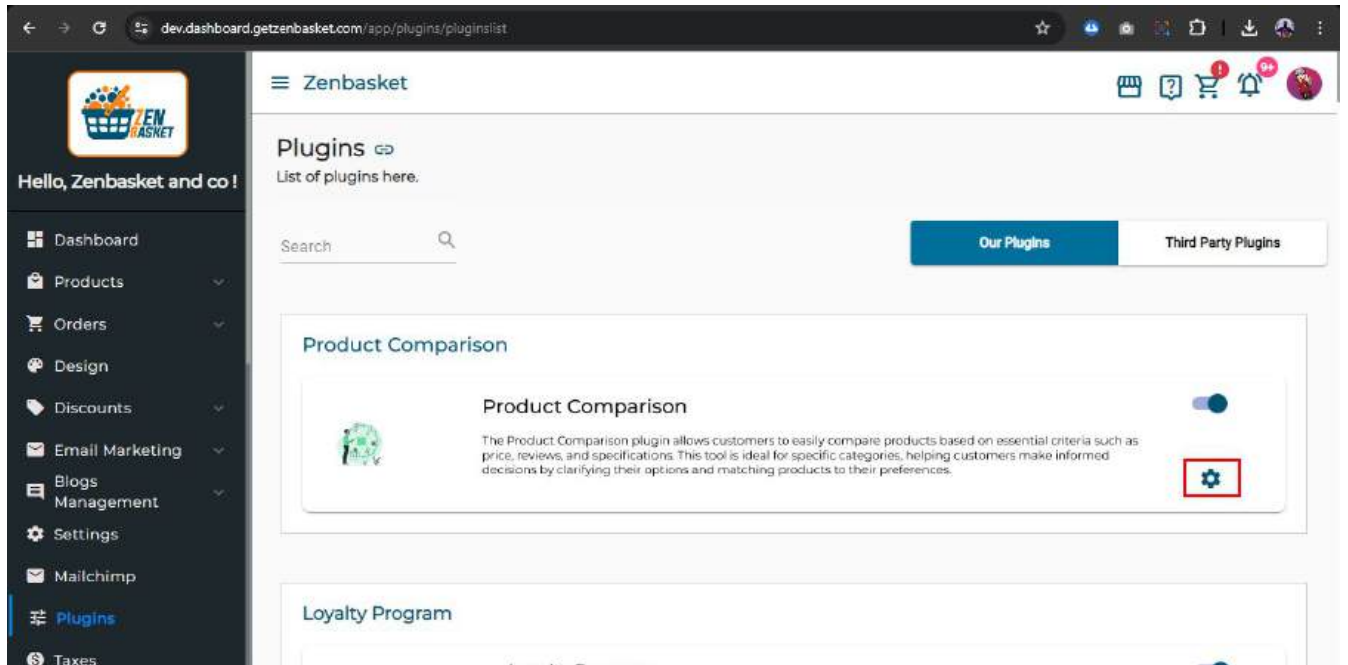 dev.dashboard.getzenbasket.com/app/plugins/pluginslist
ZEN
BASKET
Hello, Zenbasket and co !
Dashboard
Products
Orders
Design
Discounts
Email Marketing
Blogs
Management
Settings
Mailchimp
Plugins
Taxes
Zenbasket
9+
Plugins
List of plugins here.
Search
Our Plugins
Third Party Plugins
Product Comparison
Product Comparison
The Product Comparison plugin allows customers to easily compare products based on essential criteria such as
price, reviews, and specifications. This tool is ideal for specific categories, helping customers make informed
decisions by clarifying their options and matching products to their preferences.
Loyalty Program